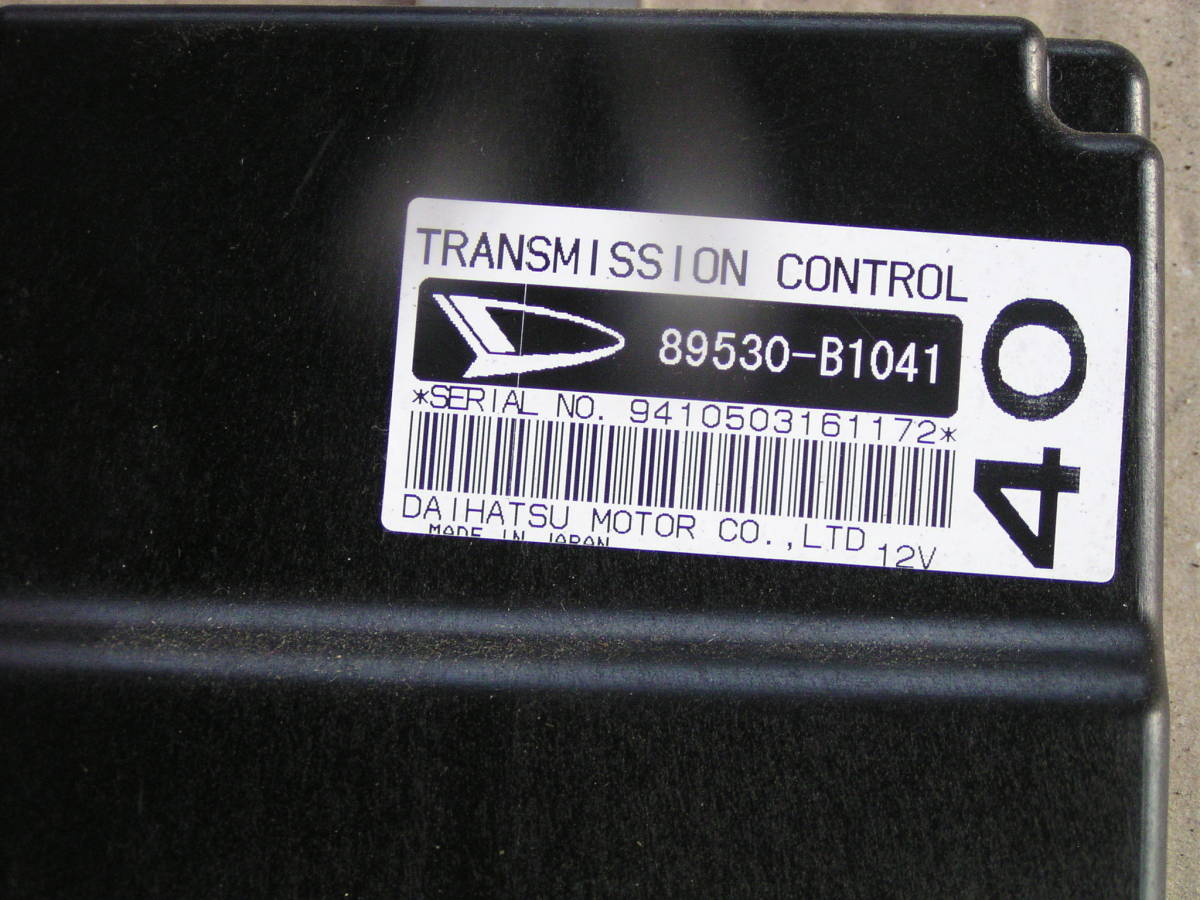 TRANSMISSION CONTROL
89530-B1041
*SERIAL NO. 9410503161172*
DAIHATSU MOTOR CO.,LTD
MADE IN JAPAN
12V
40